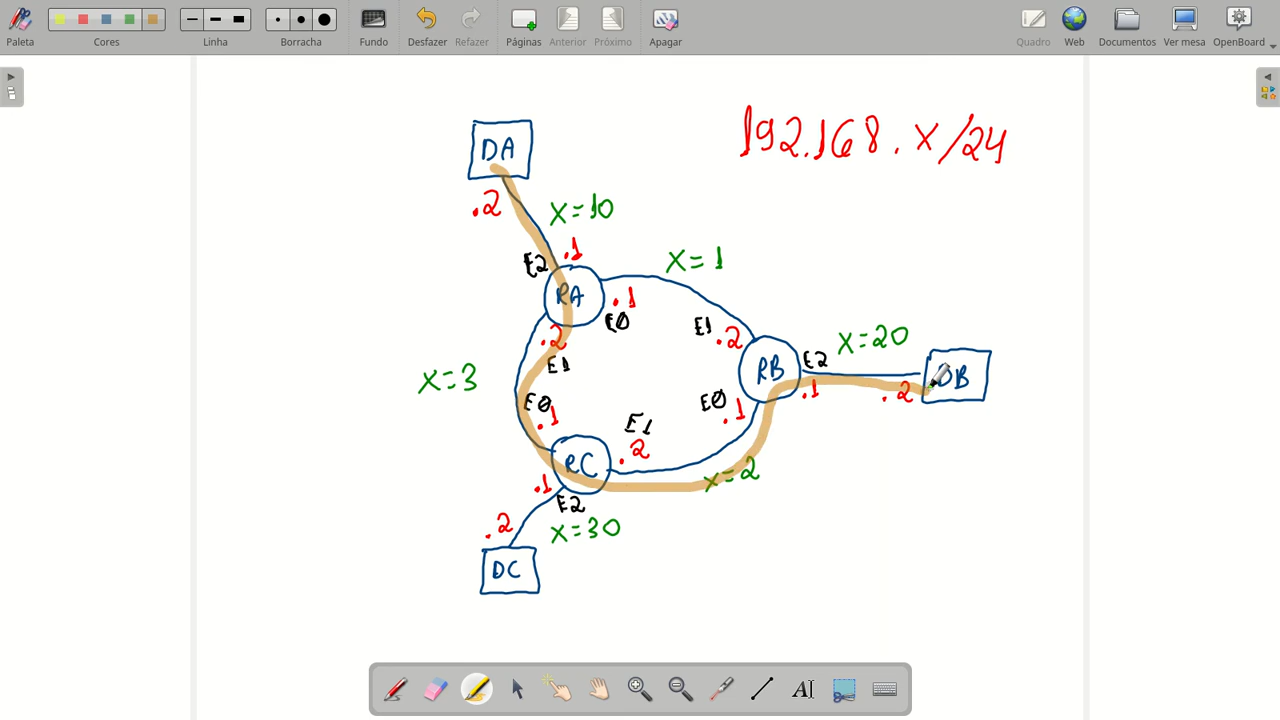 Paleta
Cores
Linha
Borracha
Fundo
Desfazer
Refazer
Páginas
Anterior
Próximo
Apagar
Quadro
Web
Documentos
Ver mesa
OpenBoard
192.168.x/24
DA
.2
x=10
E2
.1
x=1
RA
.1
E0
.2
E1
E1
.2
x=20
RB
E2
.1
.2
DB
x=3
E0
.1
E0
.1
E1
.2
RC
x=2
.1
E2
.2
x=30
DC